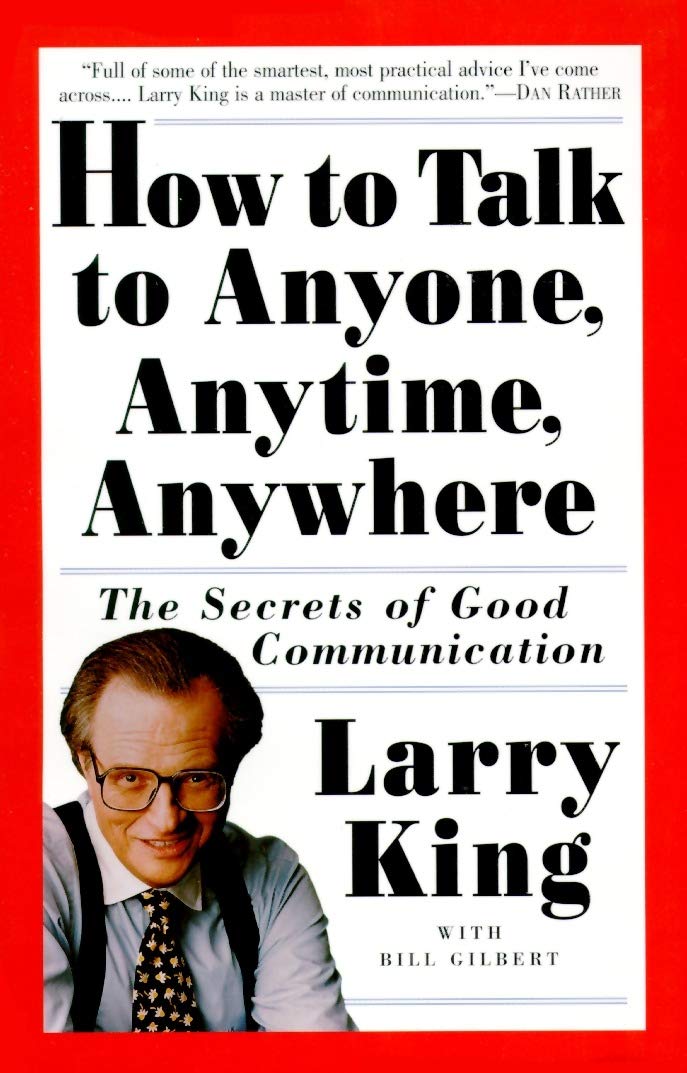 “Full of some of the smartest, most practical advice I've come
across.... Larry King is a master of communication.”—DAN RATHER
How to Talk
to Anyone,
Anytime,
Anywhere
The Secrets of Good
Communication
Larry
King
WITH
BILL GILBERT